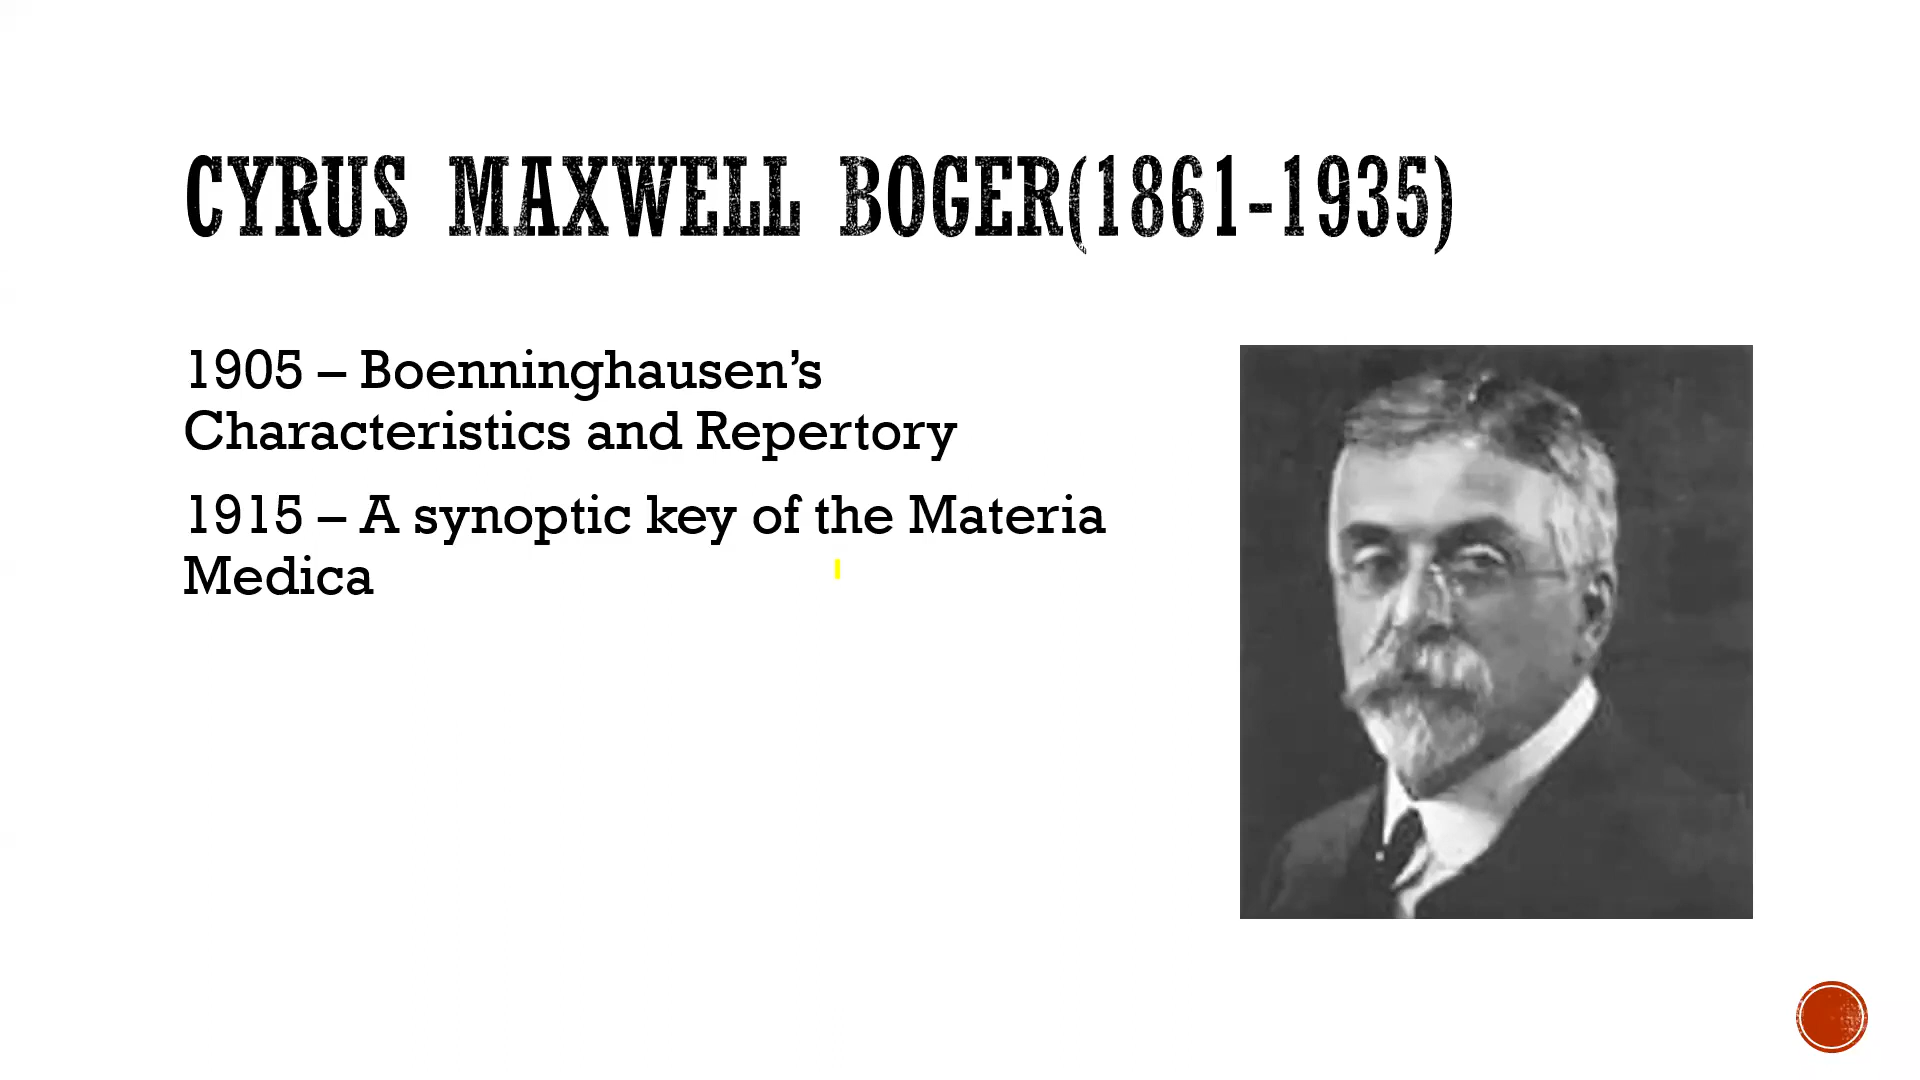 CYRUS MAXWELL BOGER(1861-1935)
1905 – Boenninghausen’s
Characteristics and Repertory
1915 – A synoptic key of the Materia
Medica